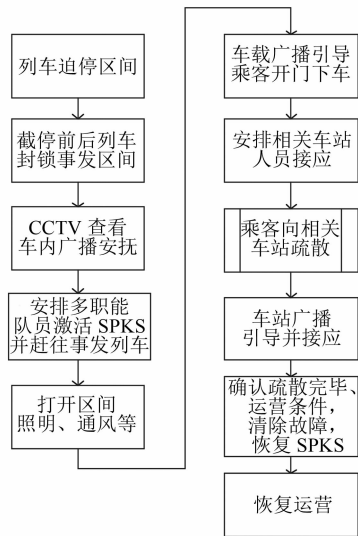 列车迫停区间
截停前后列车
封锁事发区间
CCTV 查看
车内广播安抚
安排多职能
队员激活 SPKS
并赶往事发列车
打开区间
照明、通风等
车载广播引导
乘客开门下车
安排相关车站
人员接应
乘客向相关
车站疏散
车站广播
引导并接应
确认疏散完毕、
运营条件，
清除故障，
恢复 SPKS
恢复运营